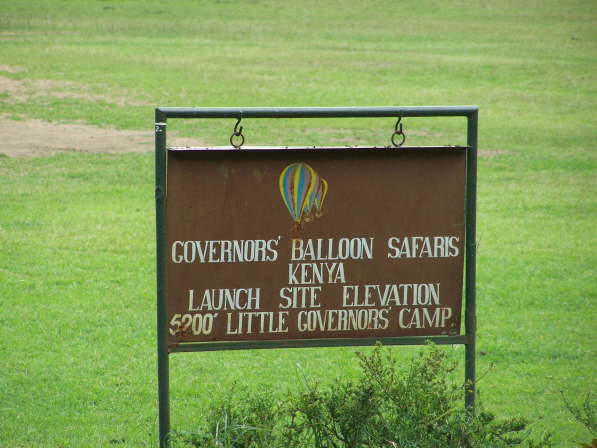 GOVERNORS' BALLOON SAFARIS
KENYA
LAUNCH SITE ELEVATION
5200' LITTLE GOVERNORS' CAMP